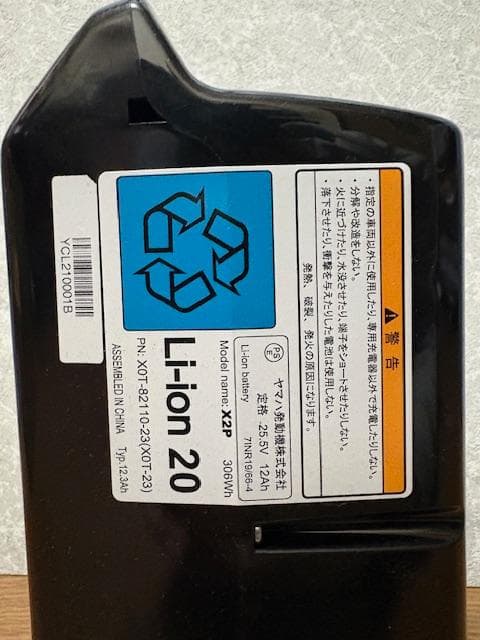 ⚠ 警告
・指定の車両以外に使用したり、専用充電器以外で充電したりしない。
・分解や改造をしない。
・火に近づけたり、水没させたり、端子をショートさせたりしない。
・落下させたり、衝撃を与えたりした電池は使用しない。
発熱、破裂、発火の原因になります。
PS
E
ヤマハ発動機株式会社
定格 25.5V 12Ah
Li-ion battery 7INR19/66-4
Model name: X2P 306Wh
Li-ion 20
PN: X0T-82110-23(X0T-23)
ASSEMBLED IN CHINA Typ.12.3Ah
YCL210001B